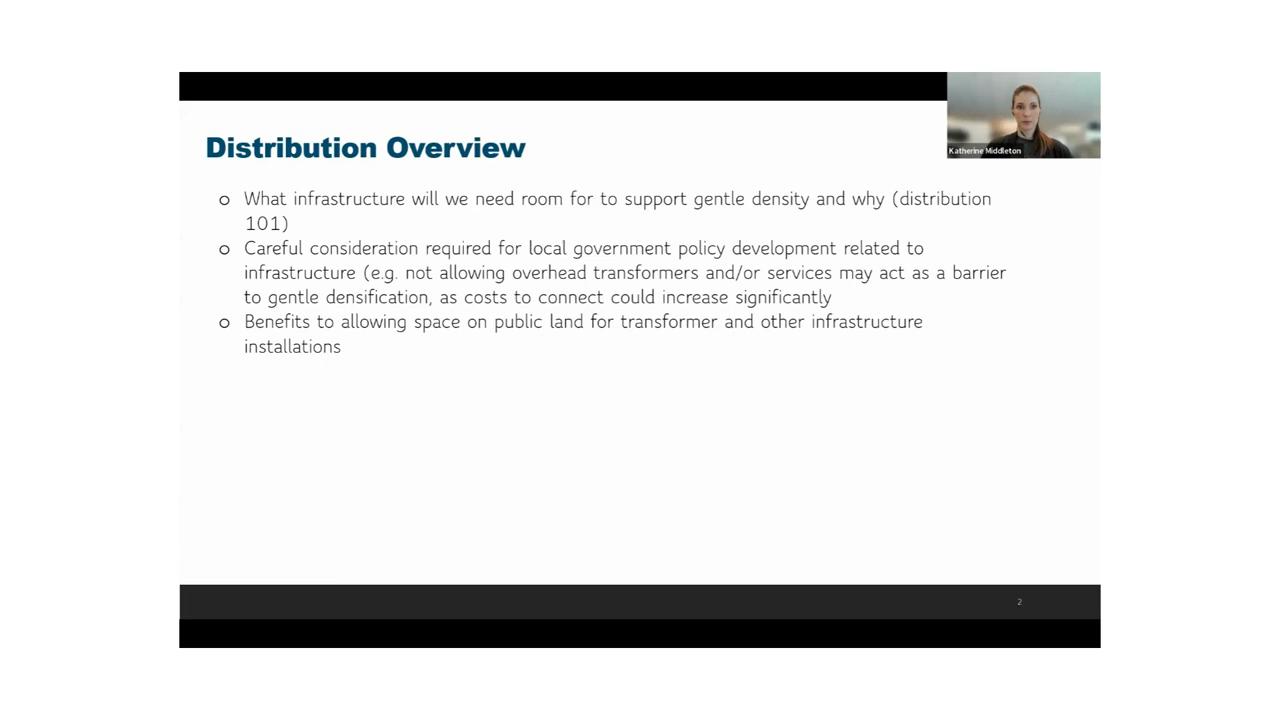 Katherine Middleton
Distribution Overview
o What infrastructure will we need room for to support gentle density and why (distribution
101)
o Careful consideration required for local government policy development related to
infrastructure (e.g. not allowing overhead transformers and/or services may act as a barrier
to gentle densification, as costs to connect could increase significantly
o Benefits to allowing space on public land for transformer and other infrastructure
installations
2